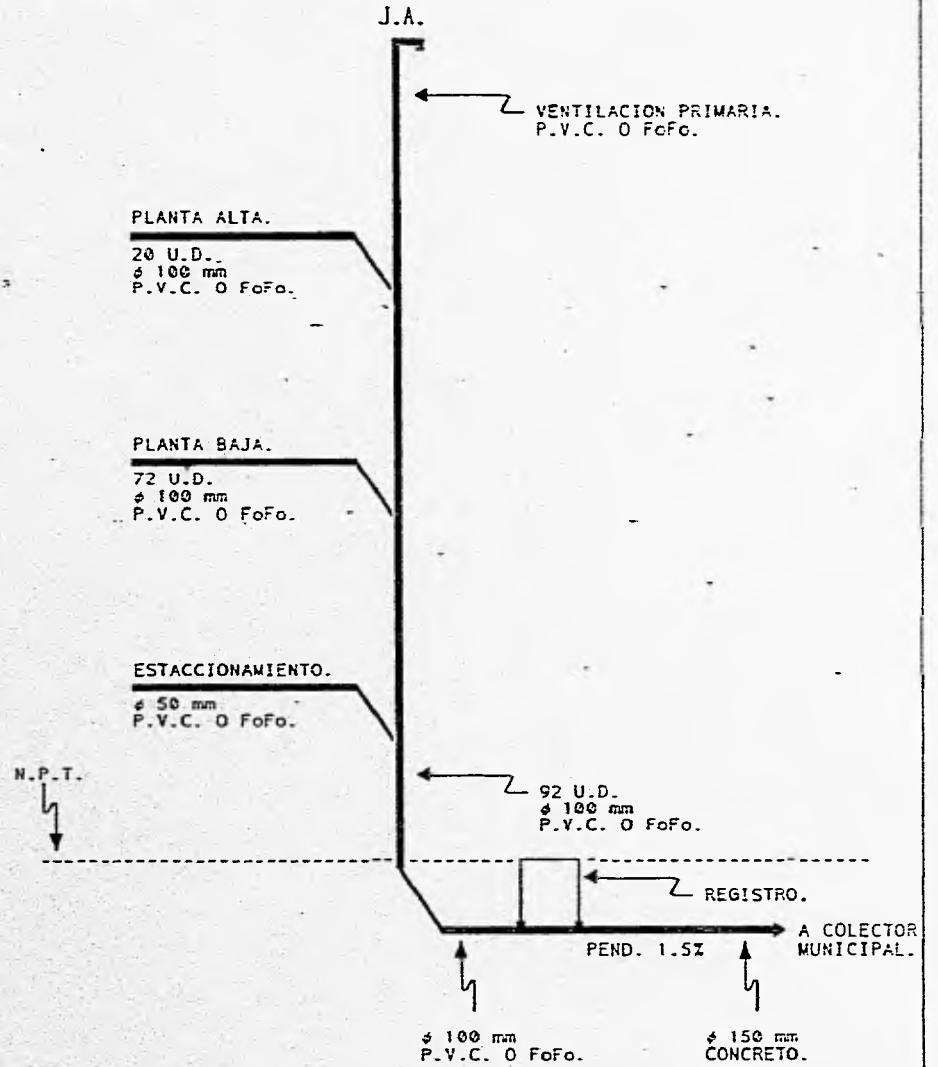 J.A.
VENTILACION PRIMARIA.
P.V.C. O FoFo.
PLANTA ALTA.
20 U.D.
ϕ 100 mm
P.V.C. O FoFo.
PLANTA BAJA.
72 U.D.
ϕ 100 mm
P.V.C. O FoFo.
ESTACCIONAMIENTO.
ϕ 50 mm
P.V.C. O FoFo.
N.P.T.
92 U.D.
ϕ 100 mm
P.V.C. O FoFo.
REGISTRO.
A COLECTOR
MUNICIPAL.
PEND. 1.5%
ϕ 100 mm
P.V.C. O FoFo.
ϕ 150 mm
CONCRETO.